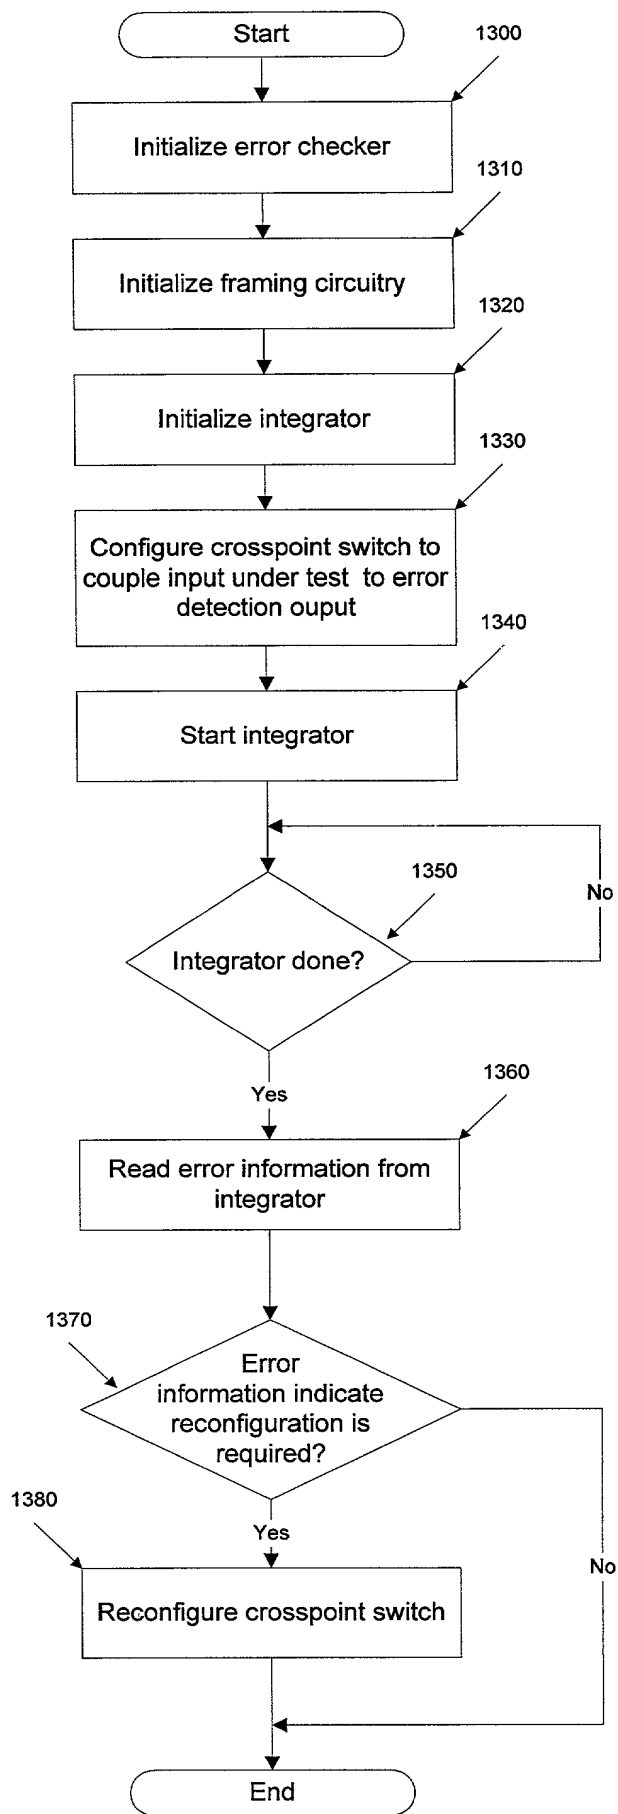 Start
1300
Initialize error checker
1310
Initialize framing circuitry
1320
Initialize integrator
1330
Configure crosspoint switch to
couple input under test to error
detection ouput
1340
Start integrator
1350
No
Integrator done?
Yes
1360
Read error information from
integrator
1370
Error
information indicate
reconfiguration is
required?
1380
Yes
No
Reconfigure crosspoint switch
End